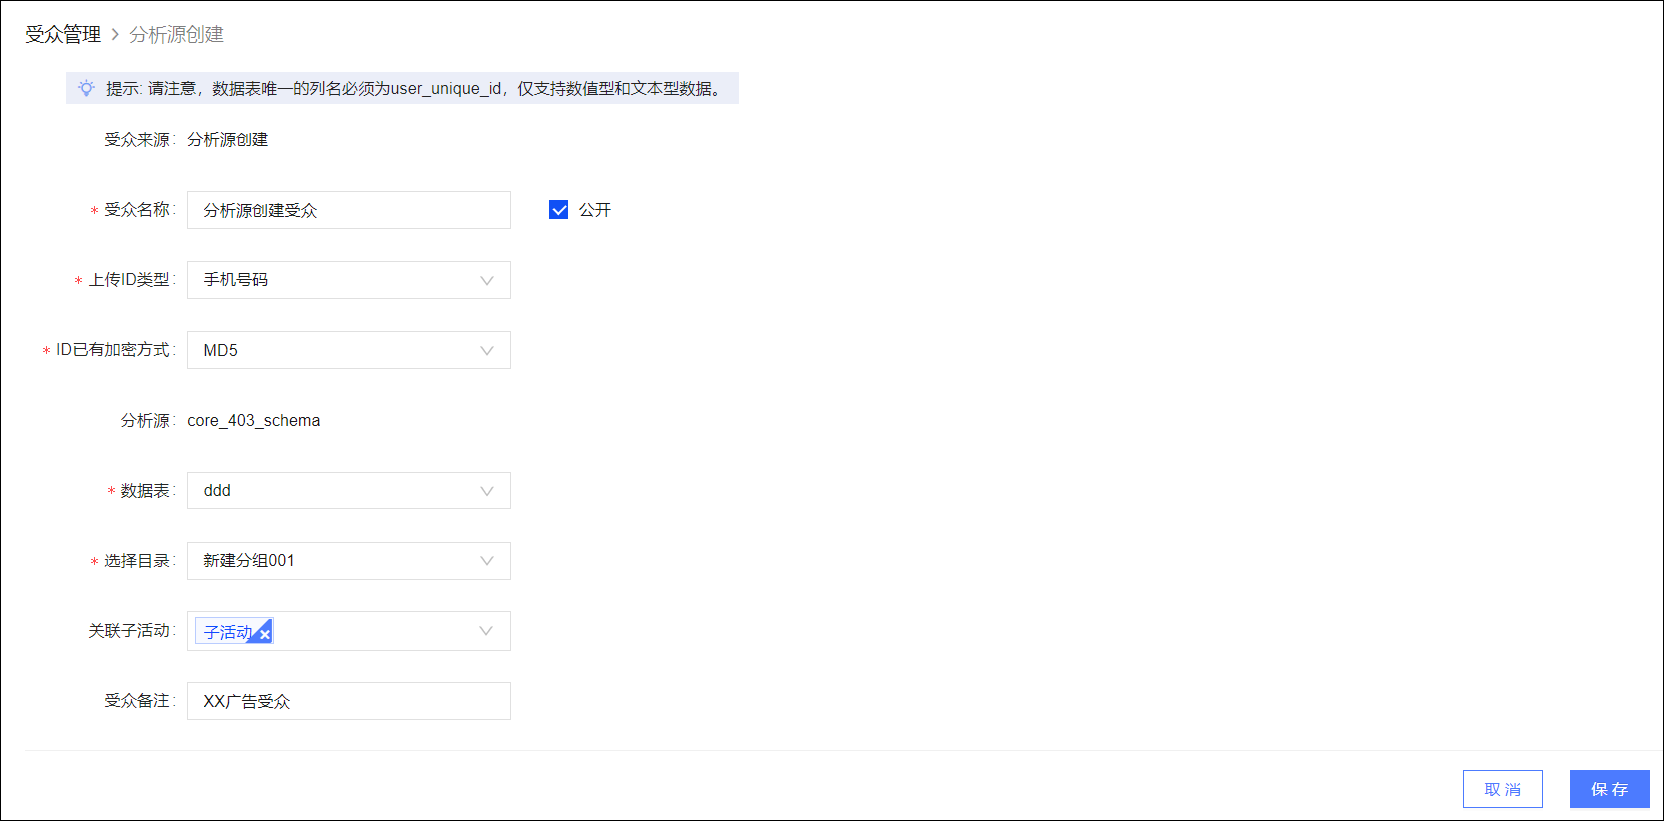 受众管理 > 分析源创建
提示: 请注意，数据表唯一的列名必须为user_unique_id，仅支持数值型和文本型数据。
受众来源: 分析源创建
* 受众名称: 分析源创建受众 公开
* 上传ID类型: 手机号码
* ID已有加密方式: MD5
分析源: core_403_schema
* 数据表: ddd
* 选择目录: 新建分组001
关联子活动: 子活动
受众备注: XX广告受众
取 消 保 存